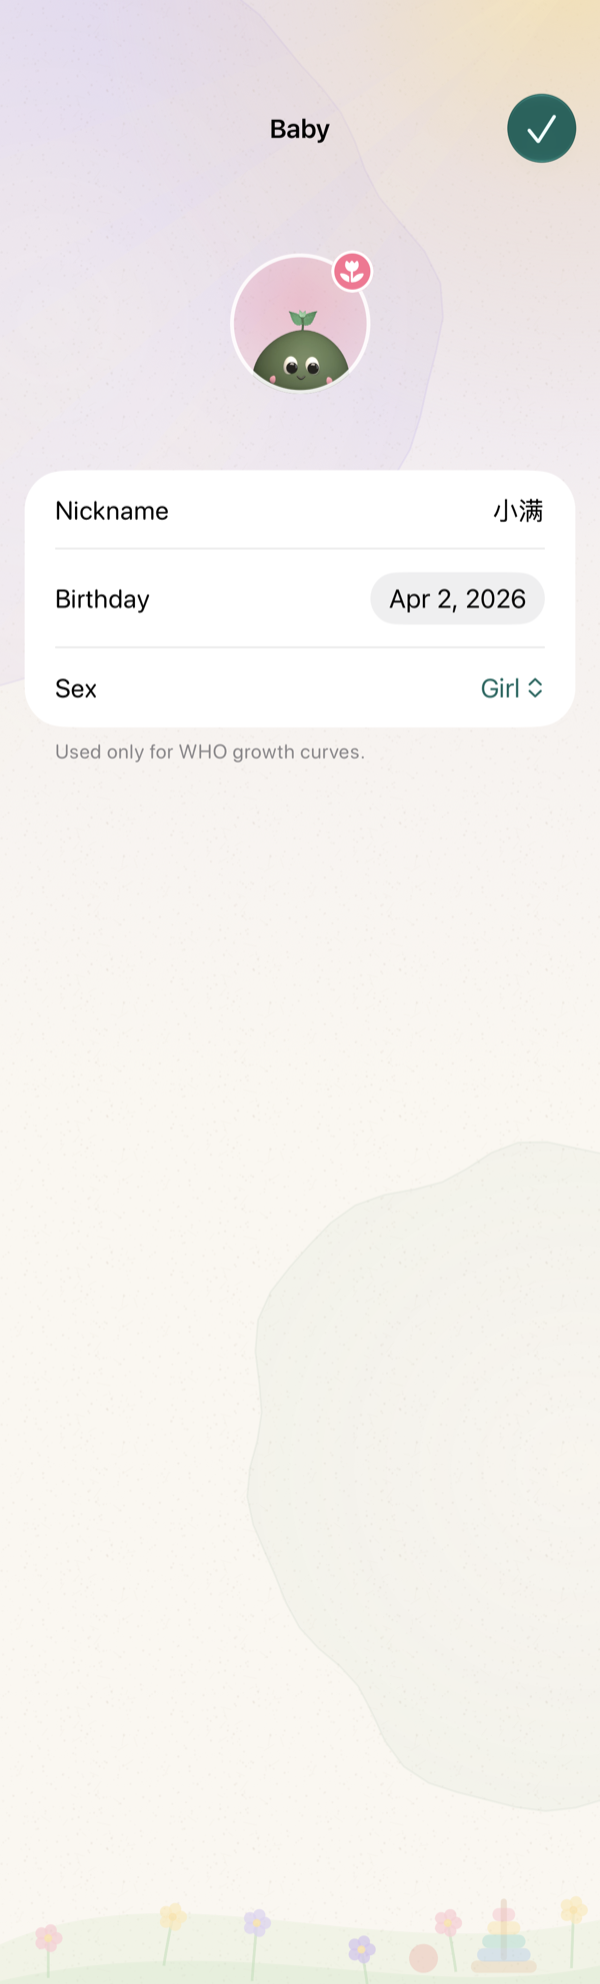 Baby
Nickname 小满
Birthday Apr 2, 2026
Sex Girl
Used only for WHO growth curves.